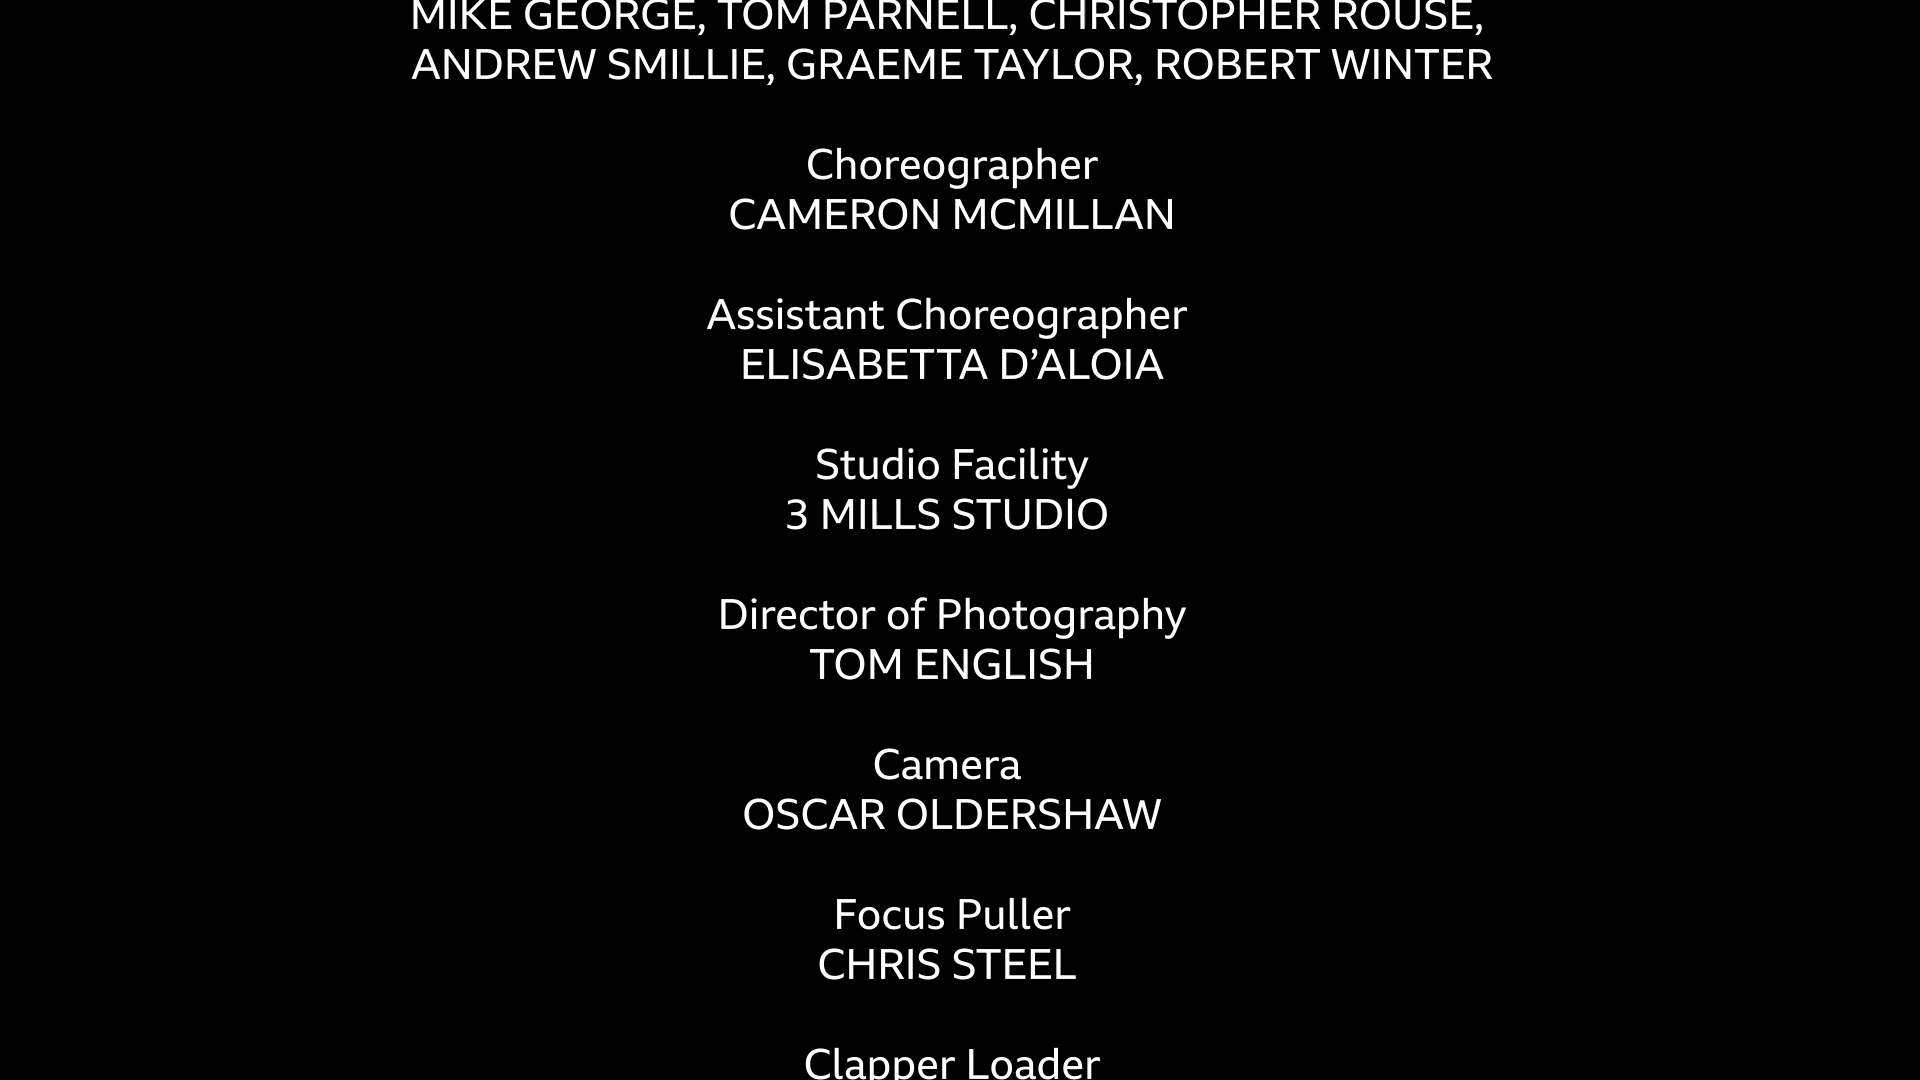 MIKE GEORGE, TOM PARNELL, CHRISTOPHER ROUSE,
ANDREW SMILLIE, GRAEME TAYLOR, ROBERT WINTER
Choreographer
CAMERON MCMILLAN
Assistant Choreographer
ELISABETTA D’ALOIA
Studio Facility
3 MILLS STUDIO
Director of Photography
TOM ENGLISH
Camera
OSCAR OLDERSHAW
Focus Puller
CHRIS STEEL
Clapper Loader